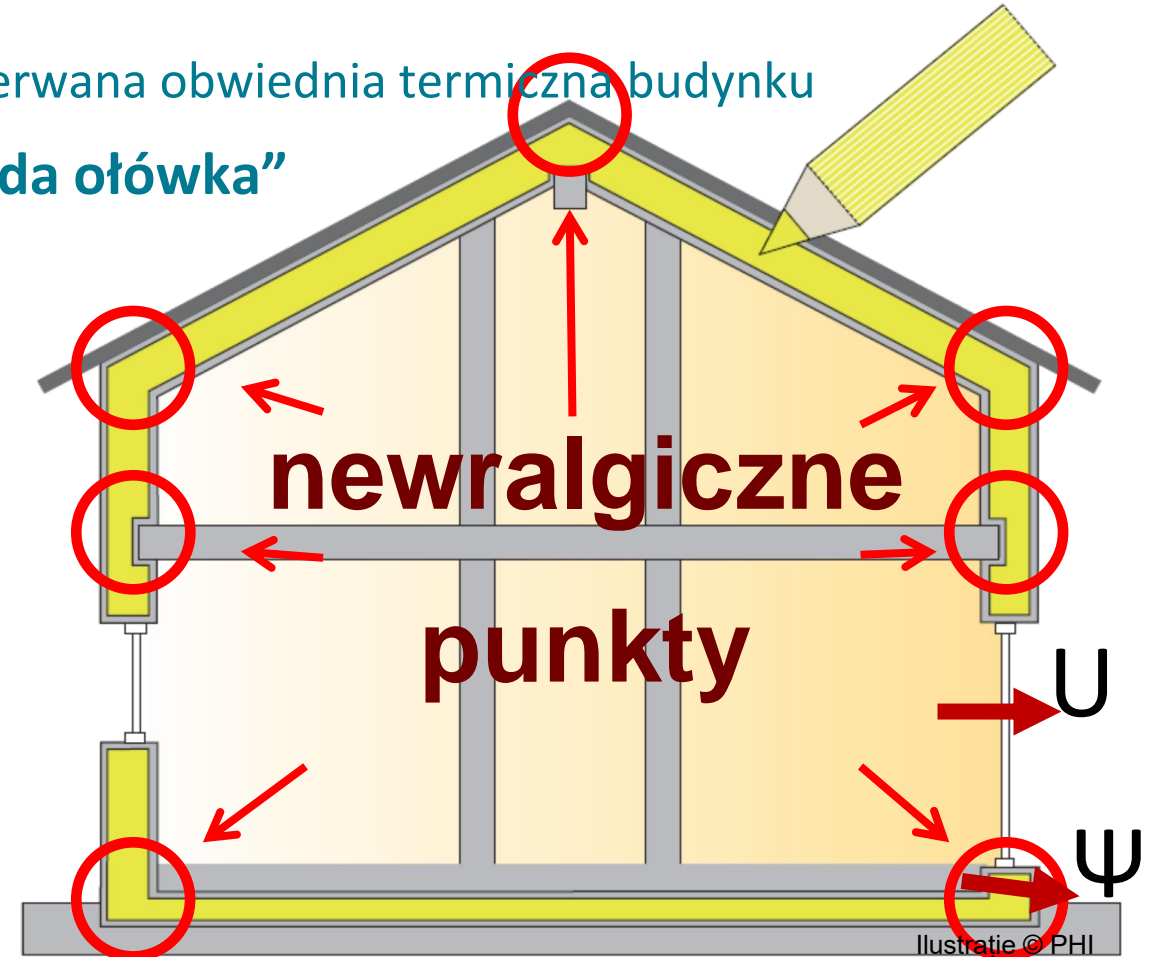 erwana obwiednia termiczna budynku
da ołówka”
newralgiczne
punkty
U
Ψ
Ilustratie © PHI